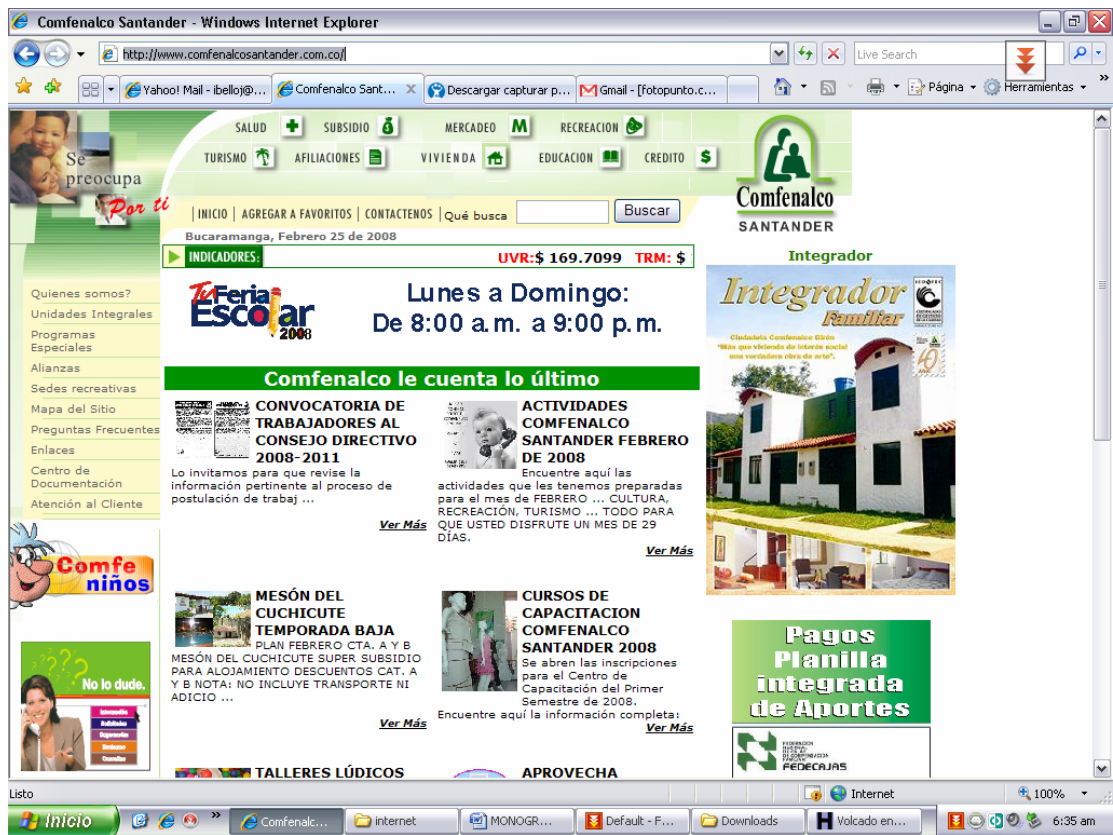 Comfenalco Santander - Windows Internet Explorer
http://www.comfenalcosantander.com.co/
Live Search
Yahoo! Mail - ibelloj@...
Comfenalco Sant...
Descargar capturar p...
Gmail - [fotopunto.c...
Página
Herramientas
Se
preocupa
Por ti
SALUD
SUBSIDIO
MERCADEO
RECREACION
TURISMO
AFILIACIONES
VIVIENDA
EDUCACION
CREDITO
Comfenalco
SANTANDER
| INICIO | AGREGAR A FAVORITOS | CONTACTENOS | Qué busca
Buscar
Bucaramanga, Febrero 25 de 2008
INDICADORES:
UVR:$ 169.7099 TRM: $
Quienes somos?
Unidades Integrales
Programas
Especiales
Alianzas
Sedes recreativas
Mapa del Sitio
Preguntas Frecuentes
Enlaces
Centro de
Documentación
Atención al Cliente
Comfe
niños
No lo dude.
Tu Feria
Escolar
2008
Lunes a Domingo:
De 8:00 a.m. a 9:00 p.m.
Comfenalco le cuenta lo último
CONVOCATORIA DE
TRABAJADORES AL
CONSEJO DIRECTIVO
2008-2011
Lo invitamos para que revise la
información pertinente al proceso de
postulación de trabaj ...
Ver Más
ACTIVIDADES
COMFENALCO
SANTANDER FEBRERO
DE 2008
Encuentre aquí las
actividades que les tenemos preparadas
para el mes de FEBRERO ... CULTURA,
RECREACIÓN, TURISMO ... TODO PARA
QUE USTED DISFRUTE UN MES DE 29
DÍAS.
Ver Más
MESÓN DEL
CUCHICUTE
TEMPORADA BAJA
PLAN FEBRERO CTA. A Y B
MESÓN DEL CUCHICUTE SUPER SUBSIDIO
PARA ALOJAMIENTO DESCUENTOS CAT. A
Y B NOTA: NO INCLUYE TRANSPORTE NI
ADICIO ...
Ver Más
CURSOS DE
CAPACITACION
COMFENALCO
SANTANDER 2008
Se abren las inscripciones
para el Centro de
Capacitación del Primer
Semestre de 2008.
Encuentre aquí la información completa:
Ver Más
TALLERES LÚDICOS
APROVECHA
Integrador
Integrador
Familiar
Ciudadela Comfenalco Girón
"Más que vivienda de interés social
una verdadera obra de arte".
40
Pagos
Planilla
integrada
de Aportes
FEDECAJAS
Listo
Internet
100%
Inicio
Comfenalc...
internet
MONOGR...
Default - F...
Downloads
Volcado en...
6:35 am